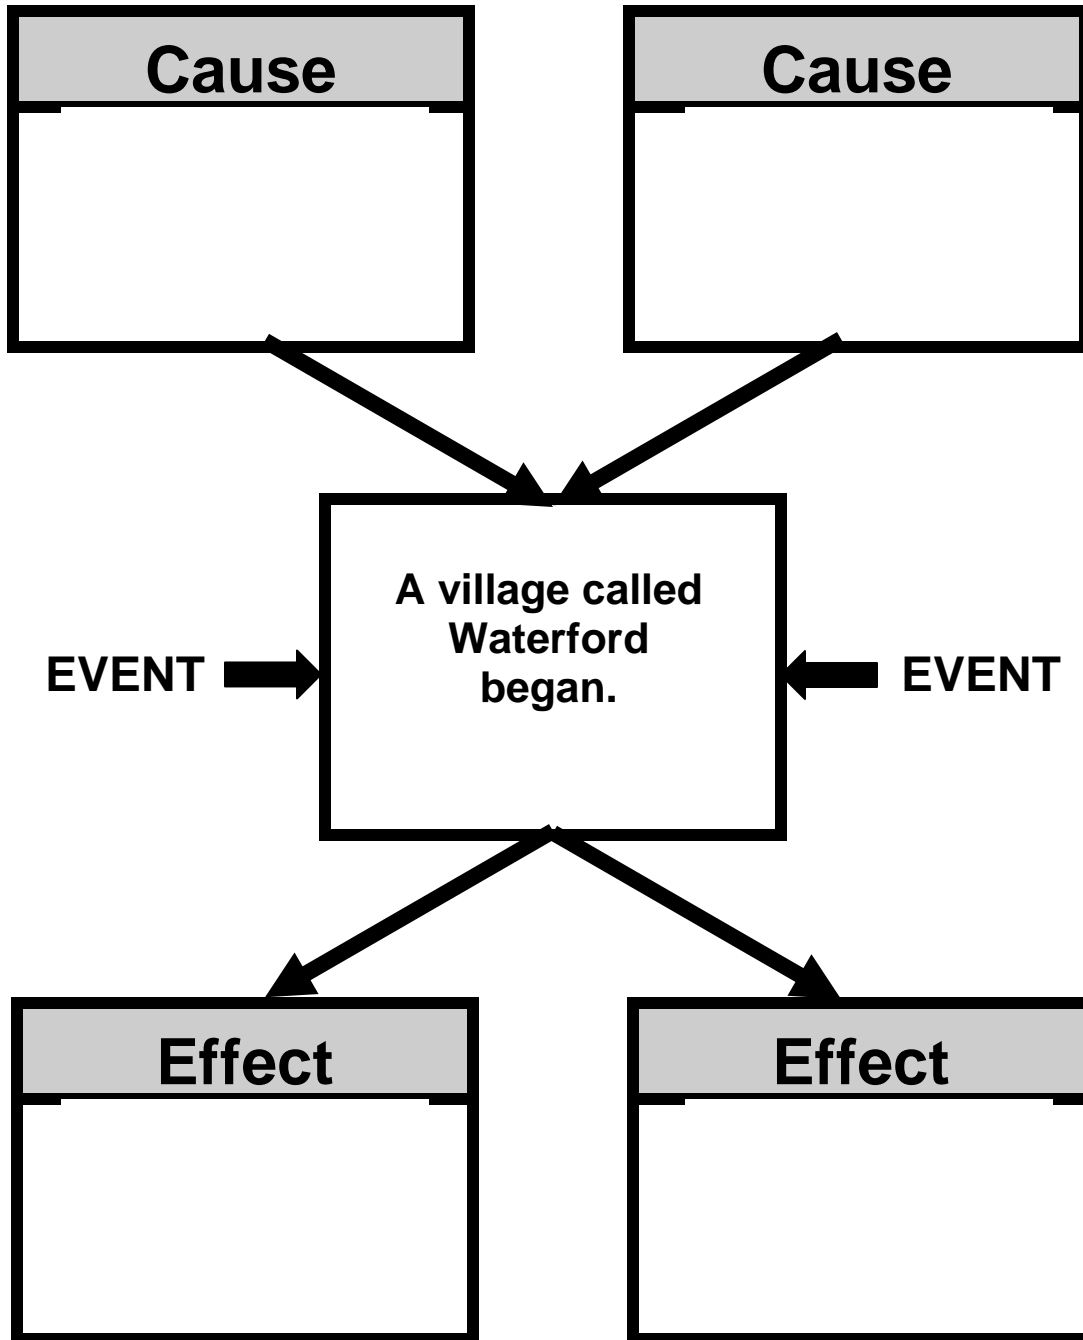 Cause
Cause
A village called
Waterford
began.
EVENT
EVENT
Effect
Effect